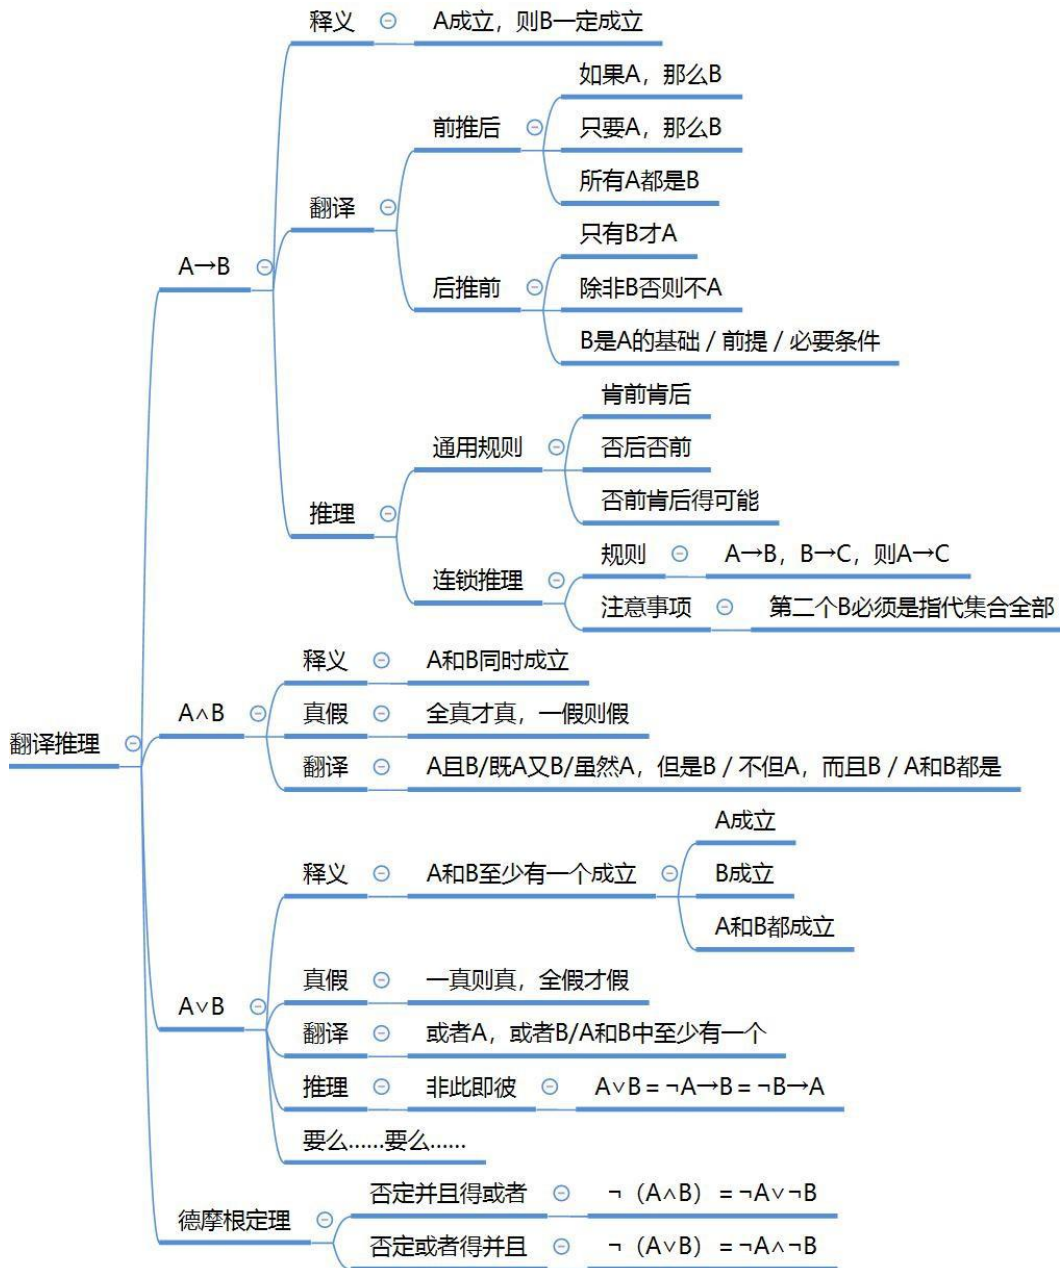 释义
A成立，则B一定成立
如果A，那么B
前推后
只要A，那么B
所有A都是B
翻译
只有B才A
A→B
后推前
除非B否则不A
B是A的基础 / 前提 / 必要条件
肯前肯后
通用规则
否后否前
否前肯后得可能
推理
规则
A→B，B→C，则A→C
连锁推理
注意事项
第二个B必须是指代集合全部
释义
A和B同时成立
A∧B
真假
全真才真，一假则假
翻译推理
翻译
A且B/既A又B/虽然A，但是B / 不但A，而且B / A和B都是
A成立
释义
A和B至少有一个成立
B成立
A和B都成立
真假
一真则真，全假才假
A∨B
翻译
或者A，或者B/A和B中至少有一个
推理
非此即彼
A∨B = ¬A→B = ¬B→A
要么……要么……
否定并且得或者
¬（A∧B）= ¬A∨¬B
德摩根定理
否定或者得并且
¬（A∨B）= ¬A∧¬B